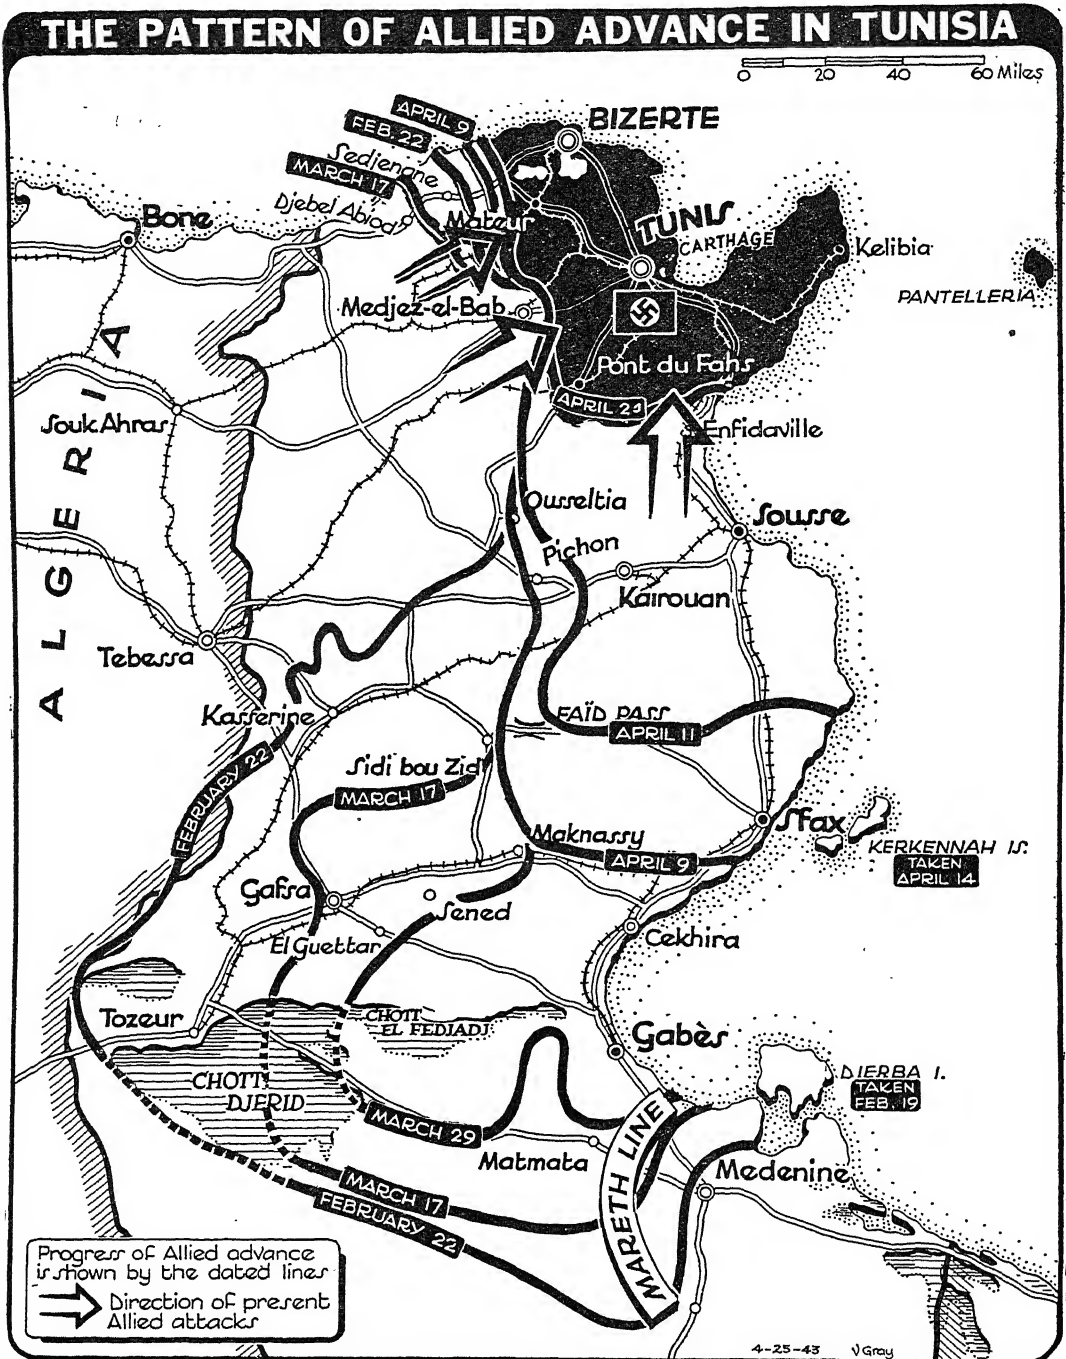 THE PATTERN OF ALLIED ADVANCE IN TUNISIA
0 20 40 60 Miles
APRIL 9
FEB. 22
MARCH 17
BIZERTE
Sedjenane
Djebel Abiod
Mateur
Bone
TUNIS
CARTHAGE
Kelibia
PANTELLERIA
Medjez-el-Bab
Pont du Fahs
APRIL 23
Enfidaville
ALGERIA
Souk Ahras
Ousseltia
Sousse
Pichon
Kairouan
Tebessa
Kasserine
FAÏD PASS
APRIL 11
FEBRUARY 22
Sidi bou Zid
MARCH 17
Maknassy
APRIL 9
Sfax
KERKENNAH IS.
TAKEN
APRIL 14
Gafsa
Sened
El Guettar
Cekhira
Tozeur
CHOTT
EL FEDJADJ
Gabès
CHOTT
DJERID
DJERBA I.
TAKEN
FEB. 19
MARCH 29
Matmata
MARETH LINE
Medenine
MARCH 17
FEBRUARY 22
Progress of Allied advance
is shown by the dated lines
Direction of present
Allied attacks
4-25-43 V Gray